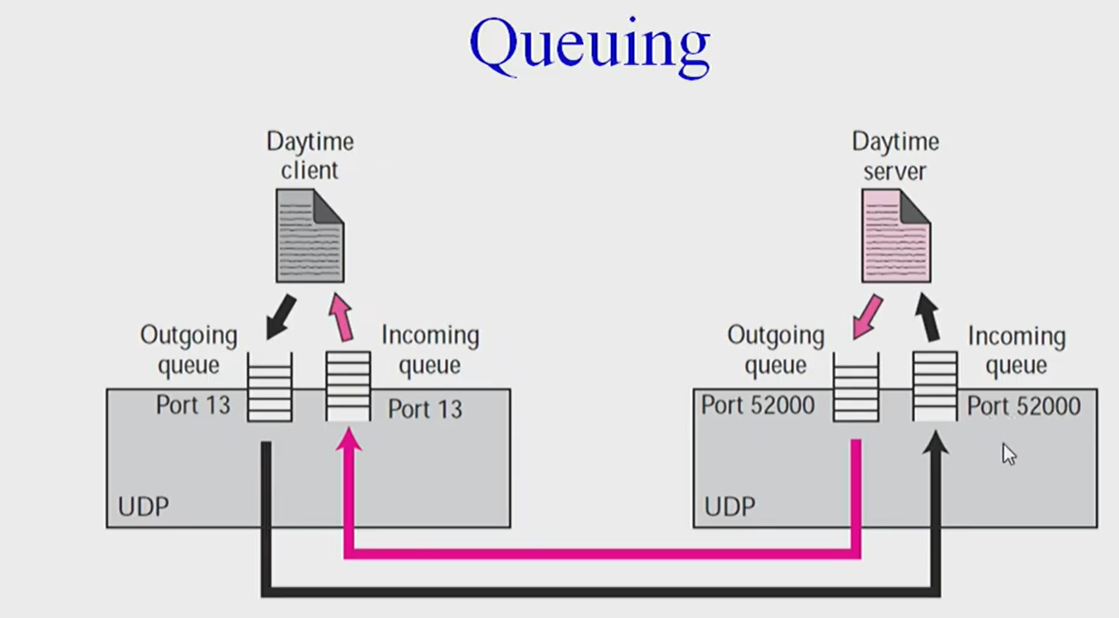 Queuing
Daytime
client
Daytime
server
Outgoing
queue
Incoming
queue
Outgoing
queue
Incoming
queue
Port 13
Port 13
Port 52000
Port 52000
UDP
UDP